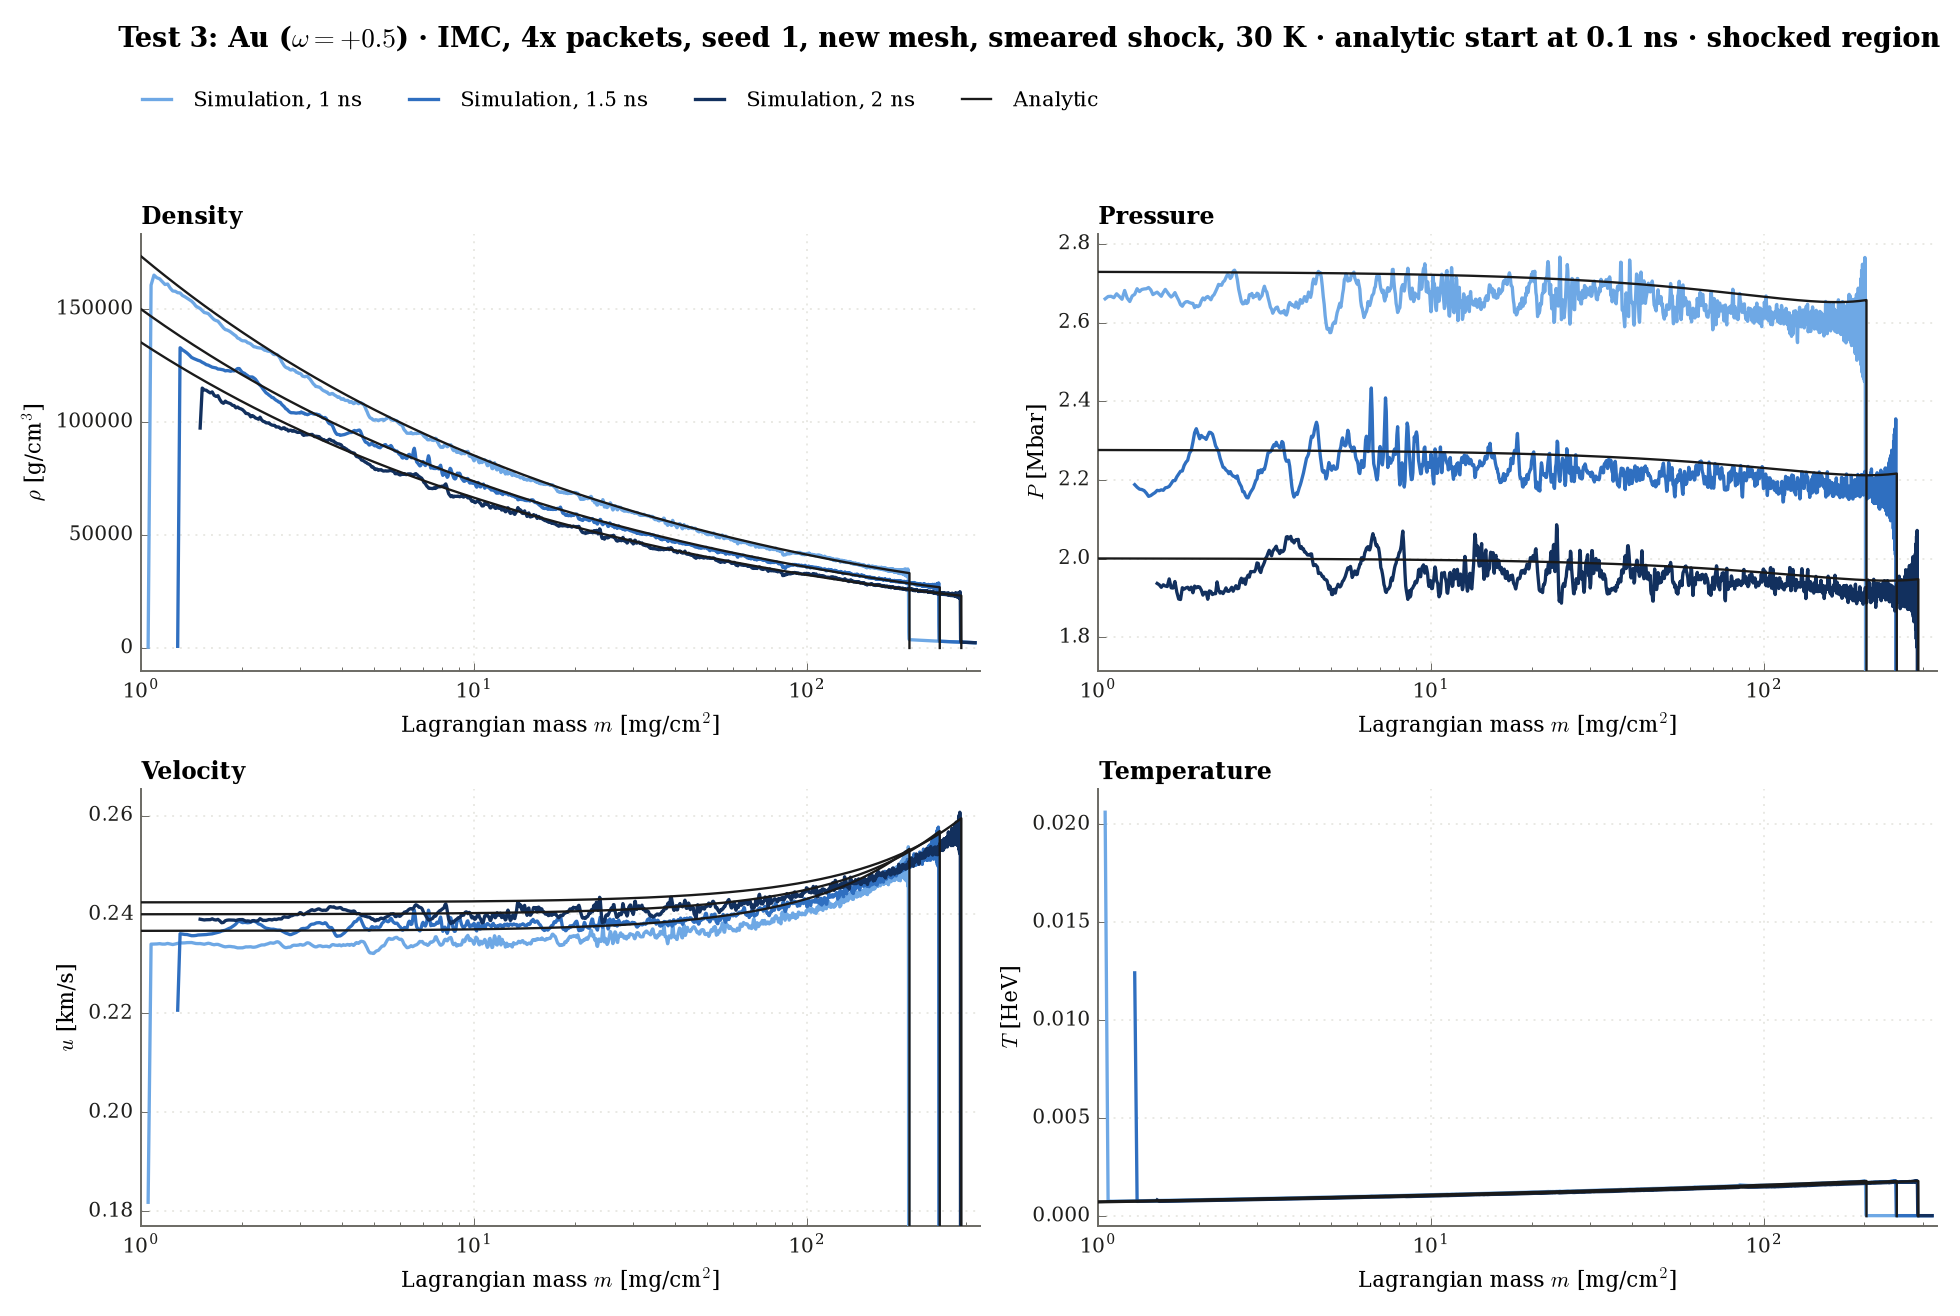 Test 3: Au (ω = +0.5) · IMC, 4x packets, seed 1, new mesh, smeared shock, 30 K · analytic start at 0.1 ns · shocked region
Simulation, 1 ns
Simulation, 1.5 ns
Simulation, 2 ns
Analytic
Density
150000
100000
50000
0
ρ [g/cm³]
10⁰
10¹
10²
Lagrangian mass m [mg/cm²]
Pressure
2.8
2.6
2.4
2.2
2.0
1.8
P [Mbar]
10⁰
10¹
10²
Lagrangian mass m [mg/cm²]
Velocity
0.26
0.24
0.22
0.20
0.18
u [km/s]
10⁰
10¹
10²
Lagrangian mass m [mg/cm²]
Temperature
0.020
0.015
0.010
0.005
0.000
T [HeV]
10⁰
10¹
10²
Lagrangian mass m [mg/cm²]